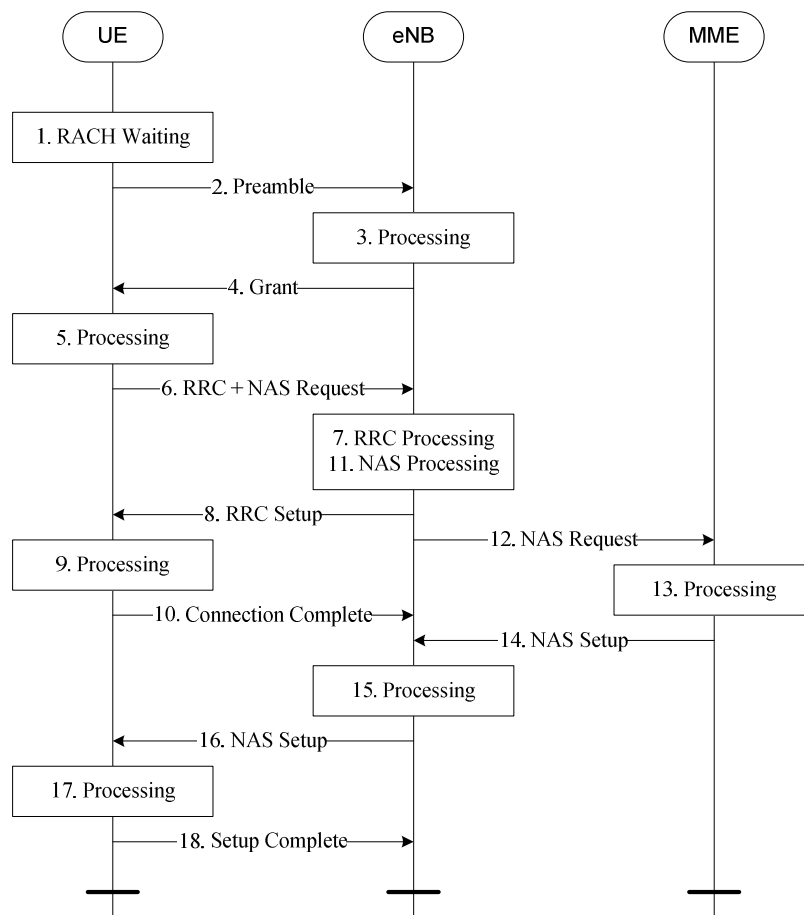 UE
eNB
MME
1. RACH Waiting
2. Preamble
3. Processing
4. Grant
5. Processing
6. RRC + NAS Request
7. RRC Processing
11. NAS Processing
8. RRC Setup
12. NAS Request
9. Processing
13. Processing
10. Connection Complete
14. NAS Setup
15. Processing
16. NAS Setup
17. Processing
18. Setup Complete